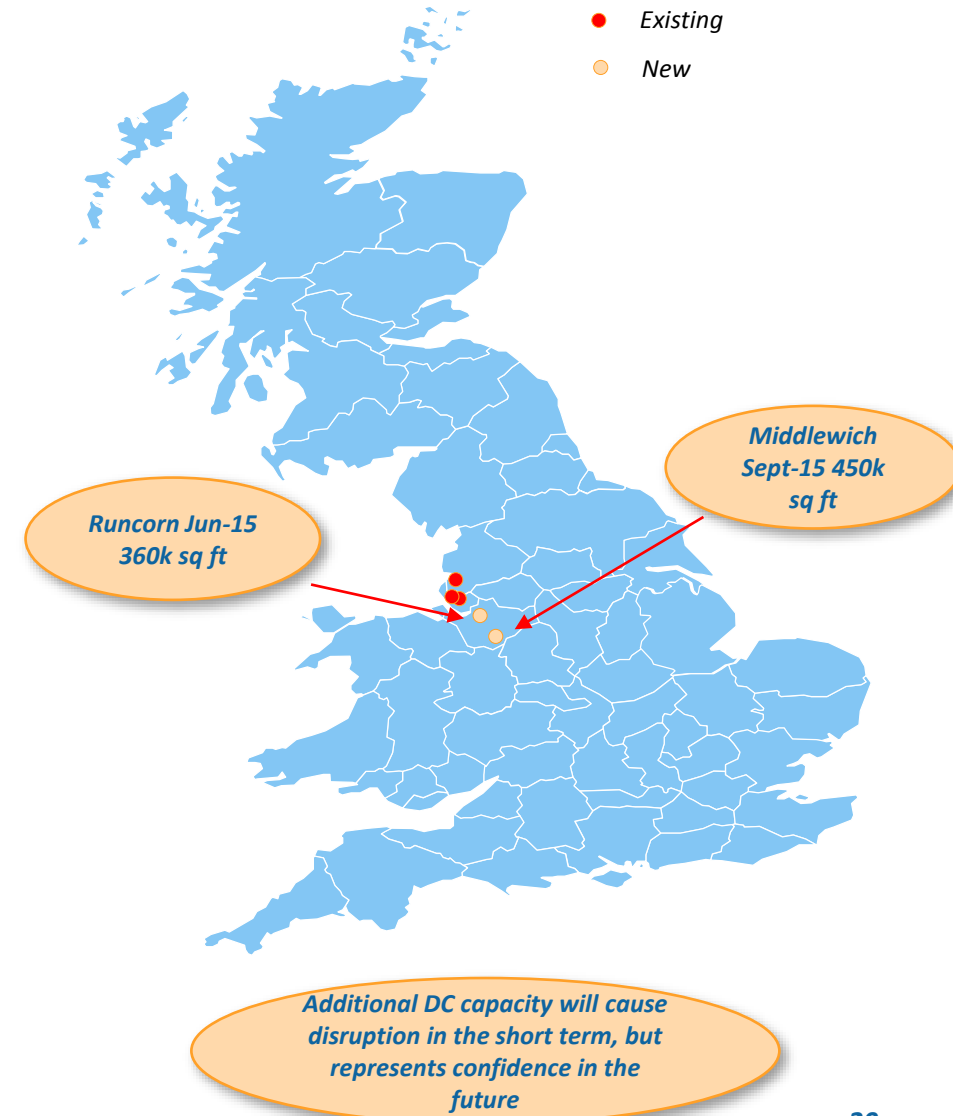 Existing
New
Middlewich
Sept-15 450k
sq ft
Runcorn Jun-15
360k sq ft
Additional DC capacity will cause
disruption in the short term, but
represents confidence in the
future